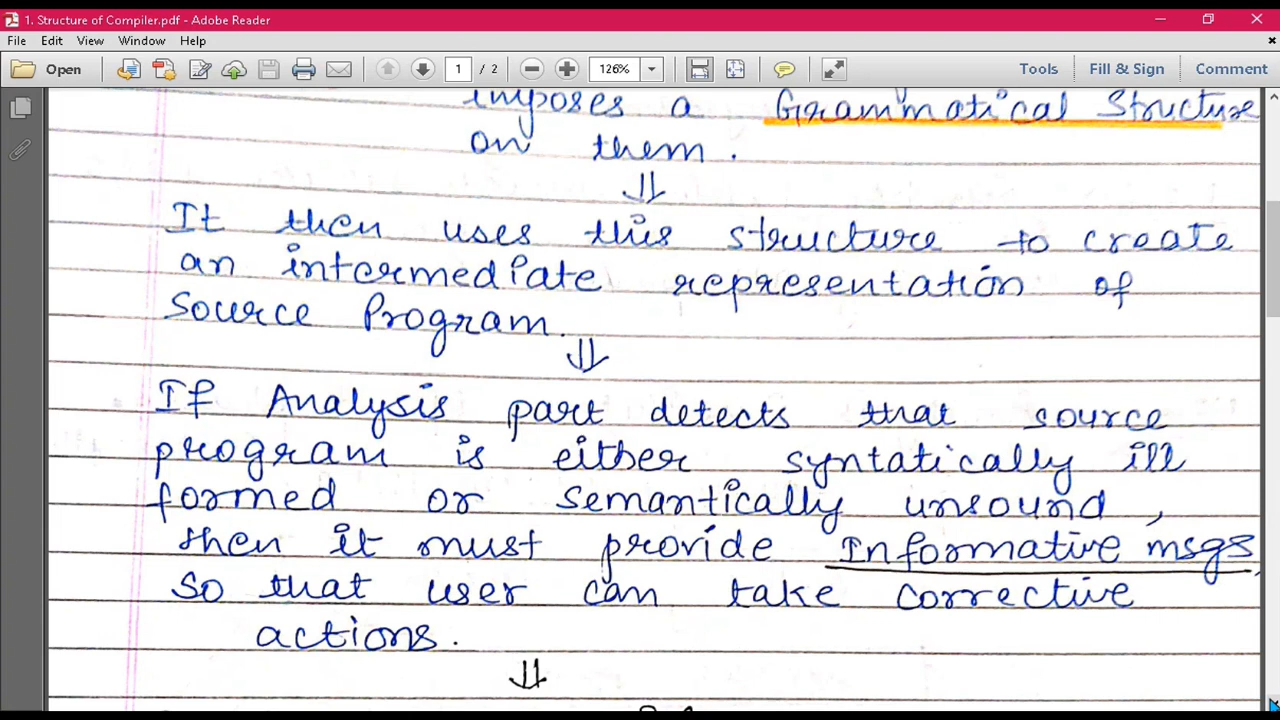 1. Structure of Compiler.pdf - Adobe Reader
File Edit View Window Help
Open 1 / 2 126% Tools Fill & Sign Comment
imposes a Grammatical Structure
on them.
⇓
It then uses this structure to create
an intermediate representation of
Source Program.
⇓
If Analysis part detects that source
program is either syntatically ill
formed or semantically unsound,
then it must provide Informative msgs,
so that user can take corrective
actions.
⇓